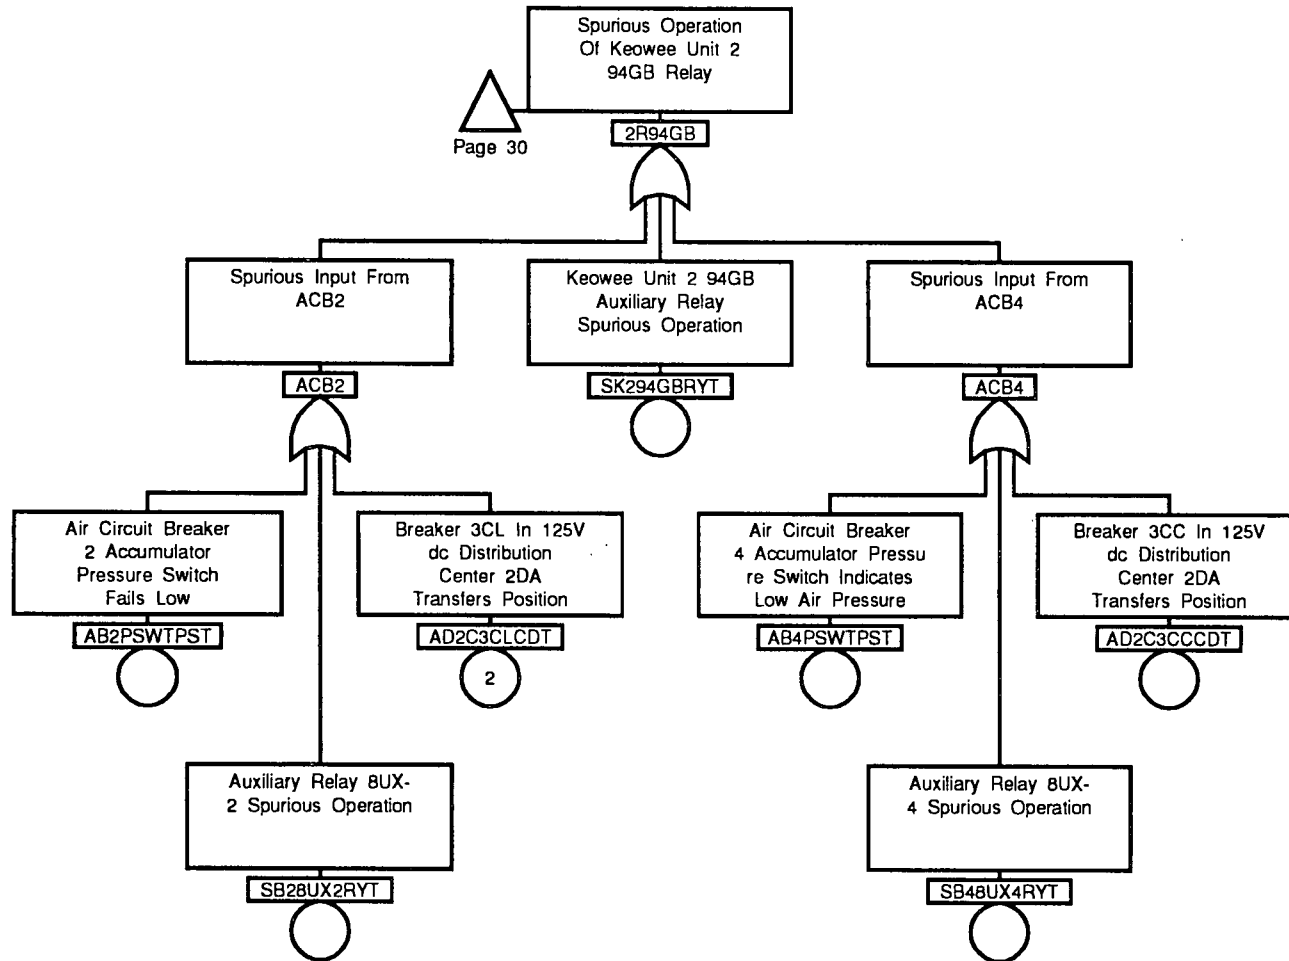 Spurious Operation
Of Keowee Unit 2
94GB Relay
Page 30
2R94GB
Spurious Input From
ACB2
ACB2
Keowee Unit 2 94GB
Auxiliary Relay
Spurious Operation
SK294GBRYT
Spurious Input From
ACB4
ACB4
Air Circuit Breaker
2 Accumulator
Pressure Switch
Fails Low
AB2PSWTPST
Breaker 3CL In 125V
dc Distribution
Center 2DA
Transfers Position
AD2C3CLCDT
2
Air Circuit Breaker
4 Accumulator Pressu
re Switch Indicates
Low Air Pressure
AB4PSWTPST
Breaker 3CC In 125V
dc Distribution
Center 2DA
Transfers Position
AD2C3CCCDT
Auxiliary Relay 8UX-
2 Spurious Operation
SB28UX2RYT
Auxiliary Relay 8UX-
4 Spurious Operation
SB48UX4RYT